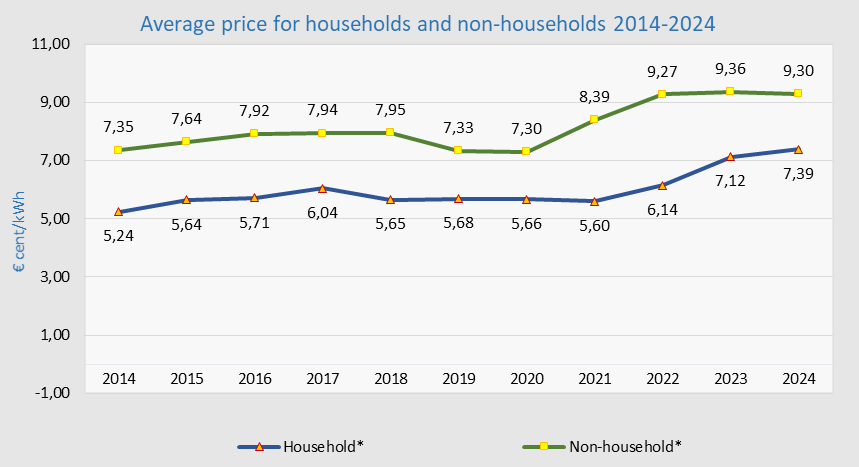 Average price for households and non-households 2014-2024
11,00
9,00
7,00
5,00
3,00
1,00
-1,00
€ cent/kWh
7,35 7,64 7,92 7,94 7,95 7,33 7,30 8,39 9,27 9,36 9,30
5,24 5,64 5,71 6,04 5,65 5,68 5,66 5,60 6,14 7,12 7,39
2014 2015 2016 2017 2018 2019 2020 2021 2022 2023 2024
Household* Non-household*